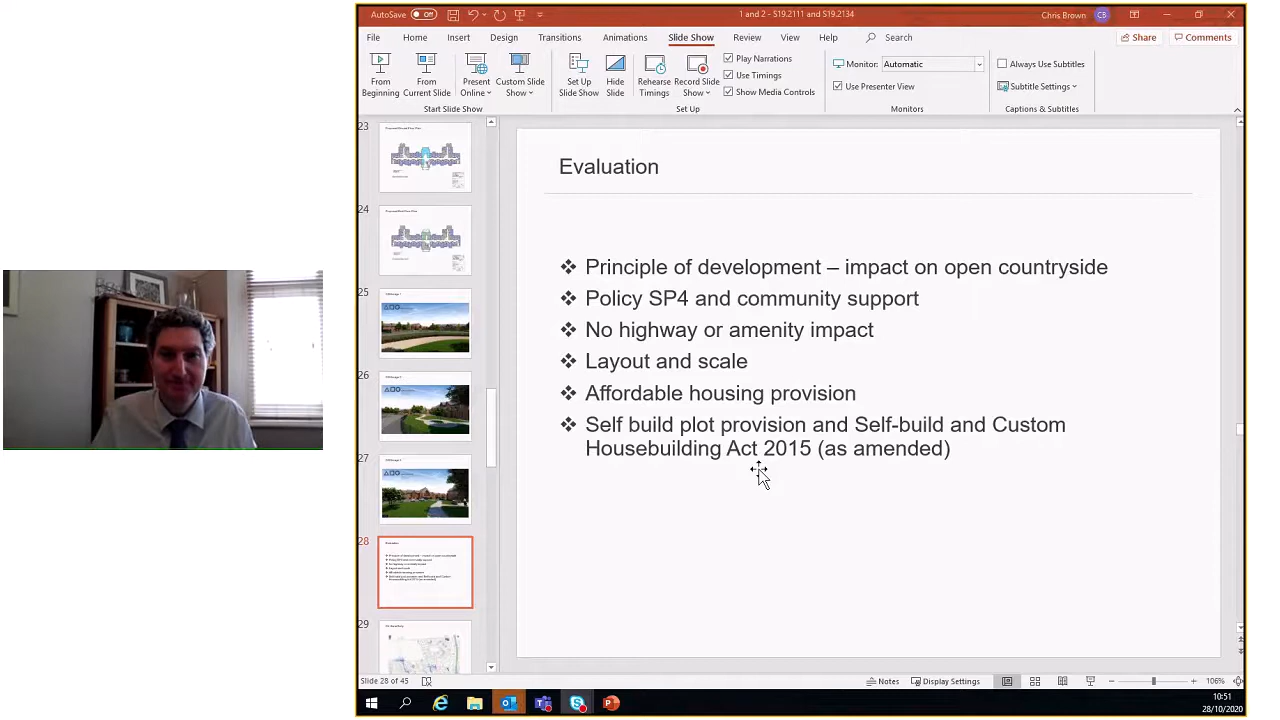 AutoSave Off
1 and 2 - S19.2111 and S19.2134
Chris Brown CB
File Home Insert Design Transitions Animations Slide Show Review View Help Search
Share Comments
From Beginning
From Current Slide
Present Online
Custom Slide Show
Start Slide Show
Set Up Slide Show
Hide Slide
Rehearse Timings
Record Slide Show
Play Narrations
Use Timings
Show Media Controls
Set Up
Monitor: Automatic
Use Presenter View
Monitors
Always Use Subtitles
Subtitle Settings
Captions & Subtitles
23
24
25
26
27
28
29
Evaluation
❖ Principle of development – impact on open countryside
❖ Policy SP4 and community support
❖ No highway or amenity impact
❖ Layout and scale
❖ Affordable housing provision
❖ Self build plot provision and Self-build and Custom
Housebuilding Act 2015 (as amended)
Slide 28 of 45
Notes Display Settings
106%
10:51
28/10/2020